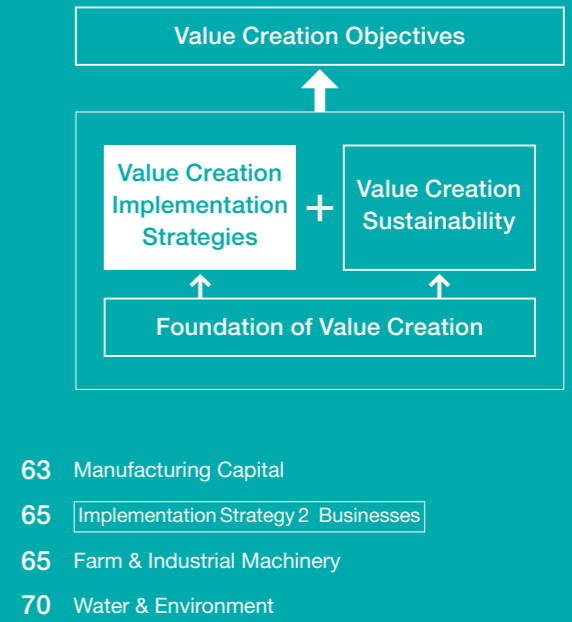 Value Creation Objectives
Value Creation
Implementation
Strategies
+
Value Creation
Sustainability
Foundation of Value Creation
63 Manufacturing Capital
65 Implementation Strategy 2 Businesses
65 Farm & Industrial Machinery
70 Water & Environment